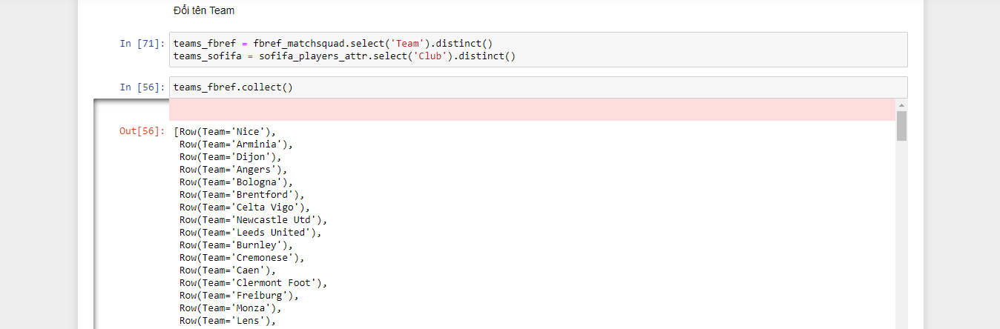 Đổi tên Team
In [71]: teams_fbref = fbref_matchsquad.select('Team').distinct()
teams_sofifa = sofifa_players_attr.select('Club').distinct()
In [56]: teams_fbref.collect()
Out[56]: [Row(Team='Nice'),
Row(Team='Arminia'),
Row(Team='Dijon'),
Row(Team='Angers'),
Row(Team='Bologna'),
Row(Team='Brentford'),
Row(Team='Celta Vigo'),
Row(Team='Newcastle Utd'),
Row(Team='Leeds United'),
Row(Team='Burnley'),
Row(Team='Cremonese'),
Row(Team='Caen'),
Row(Team='Clermont Foot'),
Row(Team='Freiburg'),
Row(Team='Monza'),
Row(Team='Lens'),